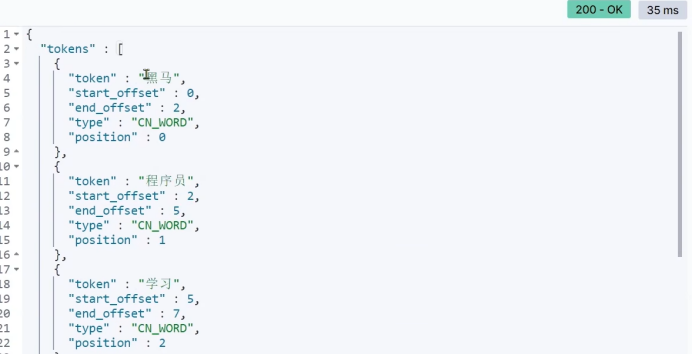 200 - OK
35 ms
1 {
2 "tokens" : [
3 {
4 "token" : "黑马",
5 "start_offset" : 0,
6 "end_offset" : 2,
7 "type" : "CN_WORD",
8 "position" : 0
9 },
10 {
11 "token" : "程序员",
12 "start_offset" : 2,
13 "end_offset" : 5,
14 "type" : "CN_WORD",
15 "position" : 1
16 },
17 {
18 "token" : "学习",
19 "start_offset" : 5,
20 "end_offset" : 7,
21 "type" : "CN_WORD",
22 "position" : 2